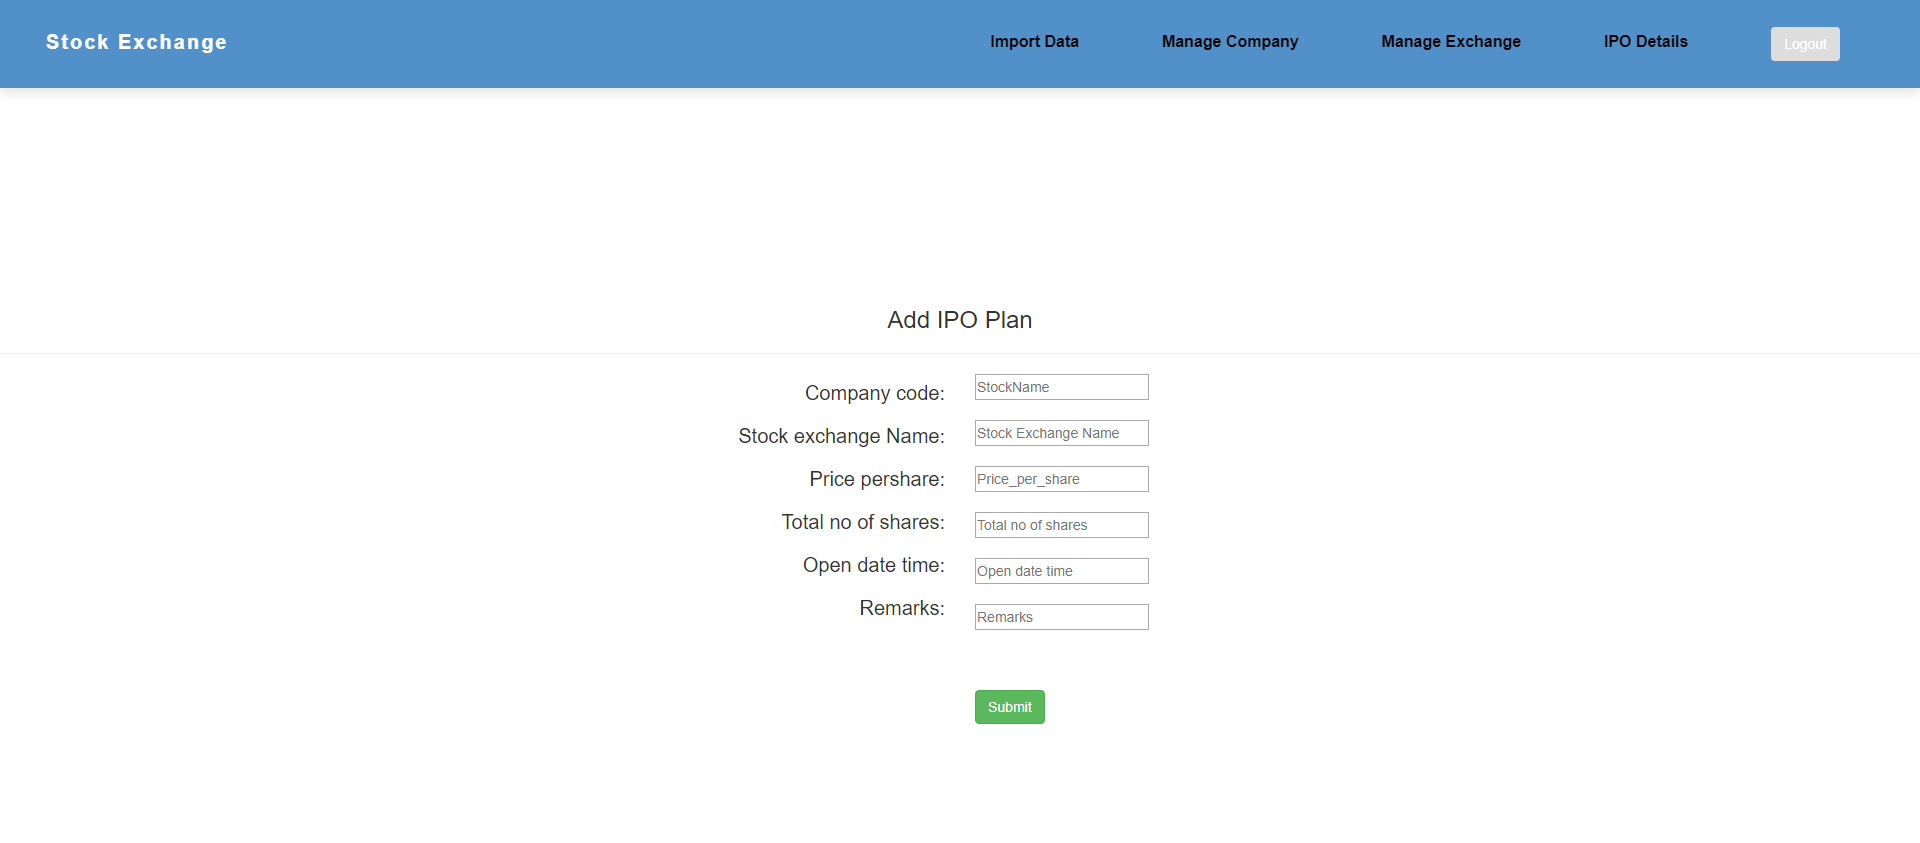 Stock Exchange Import Data Manage Company Manage Exchange IPO Details Logout
Add IPO Plan
Company code: StockName
Stock exchange Name: Stock Exchange Name
Price pershare: Price_per_share
Total no of shares: Total no of shares
Open date time: Open date time
Remarks: Remarks
Submit